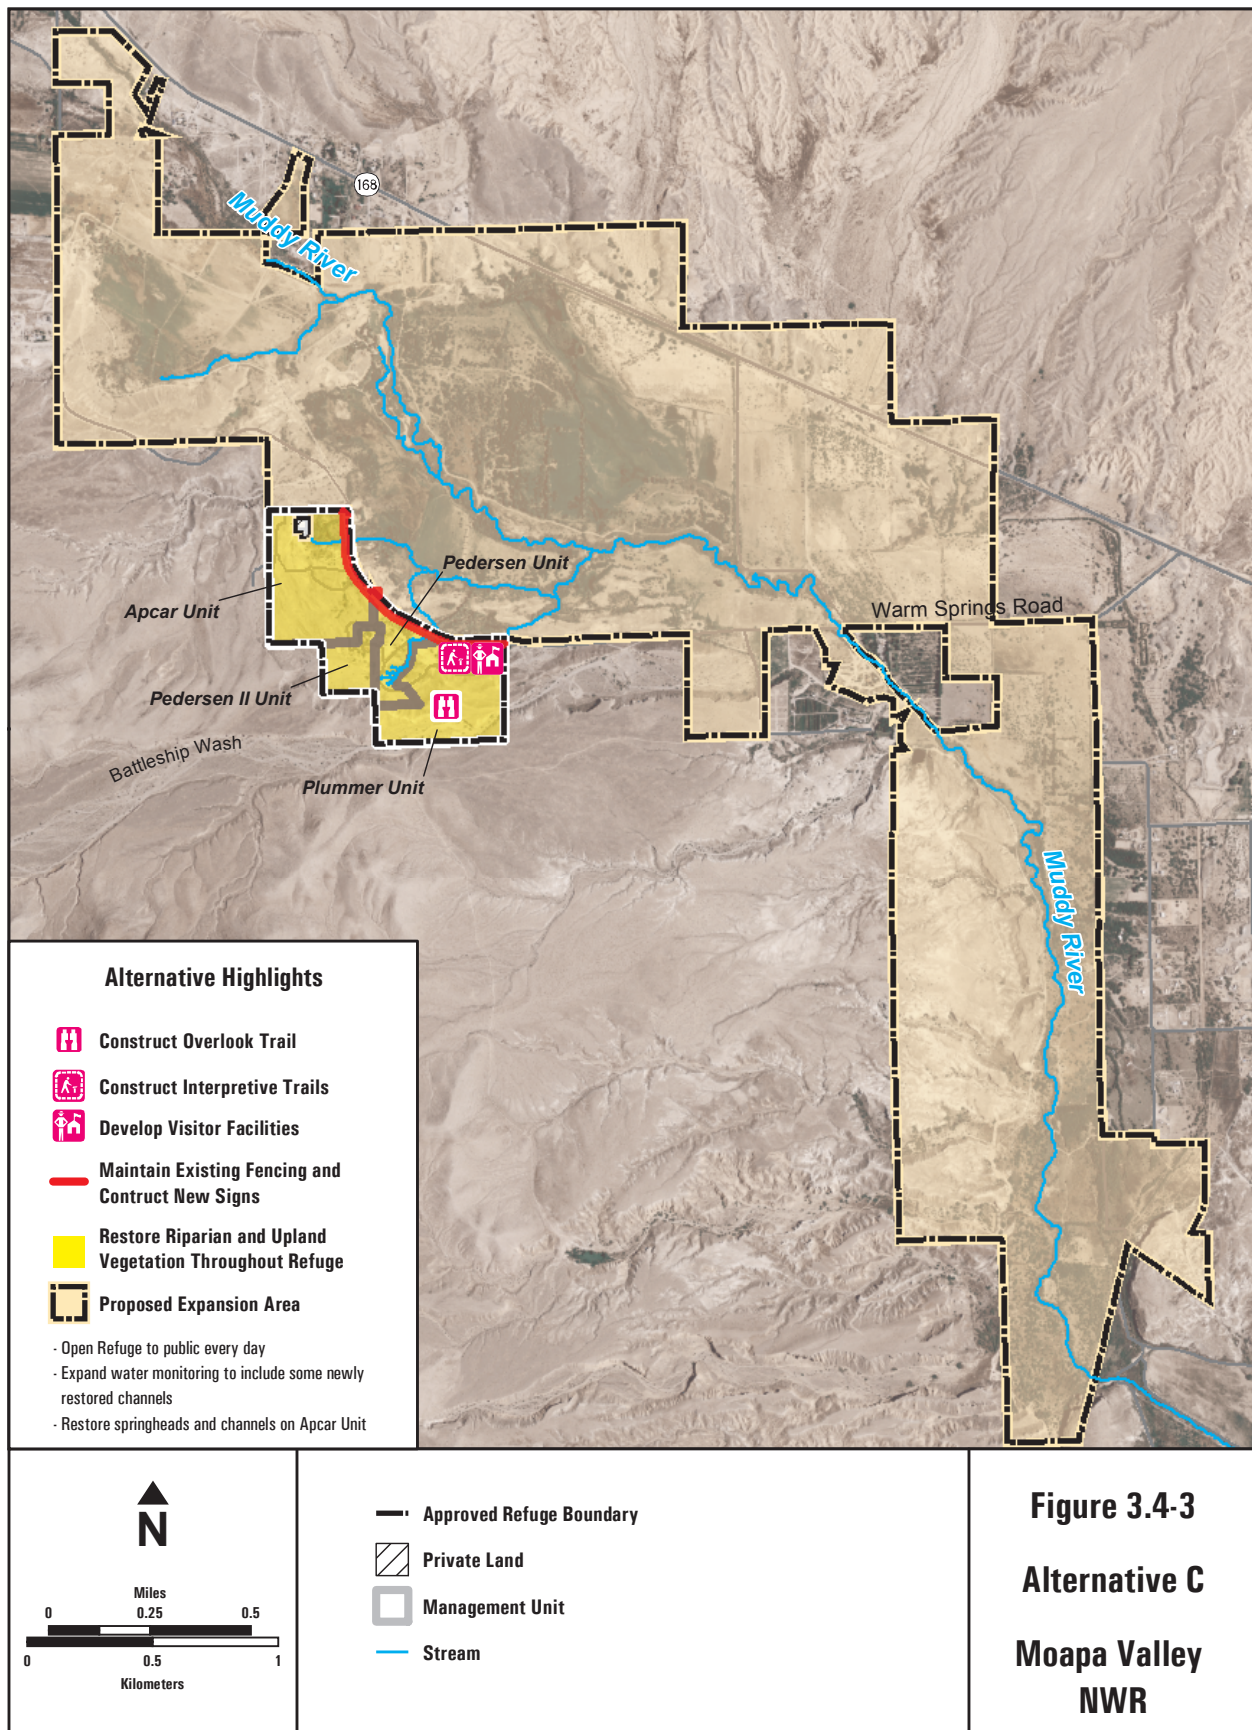 168
Muddy River
Pedersen Unit
Apcar Unit
Warm Springs Road
Pedersen II Unit
Battleship Wash
Plummer Unit
Muddy River
Alternative Highlights
Construct Overlook Trail
Construct Interpretive Trails
Develop Visitor Facilities
Maintain Existing Fencing and
Contruct New Signs
Restore Riparian and Upland
Vegetation Throughout Refuge
Proposed Expansion Area
- Open Refuge to public every day
- Expand water monitoring to include some newly
restored channels
- Restore springheads and channels on Apcar Unit
N
Miles
0 0.25 0.5
0 0.5 1
Kilometers
Approved Refuge Boundary
Private Land
Management Unit
Stream
Figure 3.4-3
Alternative C
Moapa Valley
NWR